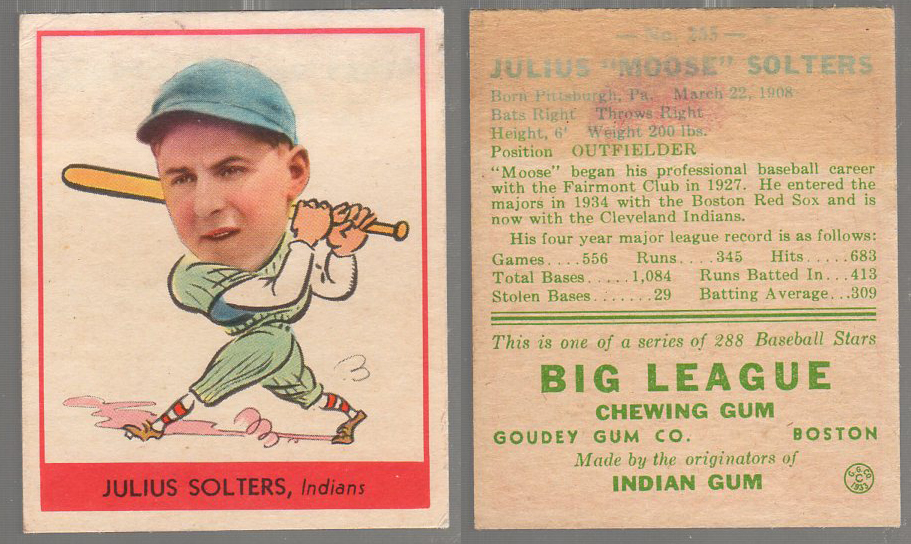 3
JULIUS SOLTERS, Indians
— No. 255 —
JULIUS "MOOSE" SOLTERS
Born Pittsburgh, Pa. March 22, 1908
Bats Right Throws Right
Height, 6' Weight 200 lbs.
Position OUTFIELDER
"Moose" began his professional baseball career
with the Fairmont Club in 1927. He entered the
majors in 1934 with the Boston Red Sox and is
now with the Cleveland Indians.
His four year major league record is as follows:
Games....556 Runs....345 Hits.....683
Total Bases.....1,084 Runs Batted In...413
Stolen Bases.......29 Batting Average...309
This is one of a series of 288 Baseball Stars
BIG LEAGUE
CHEWING GUM
GOUDEY GUM CO. BOSTON
Made by the originators of
INDIAN GUM
G.G.CO.
C
1933